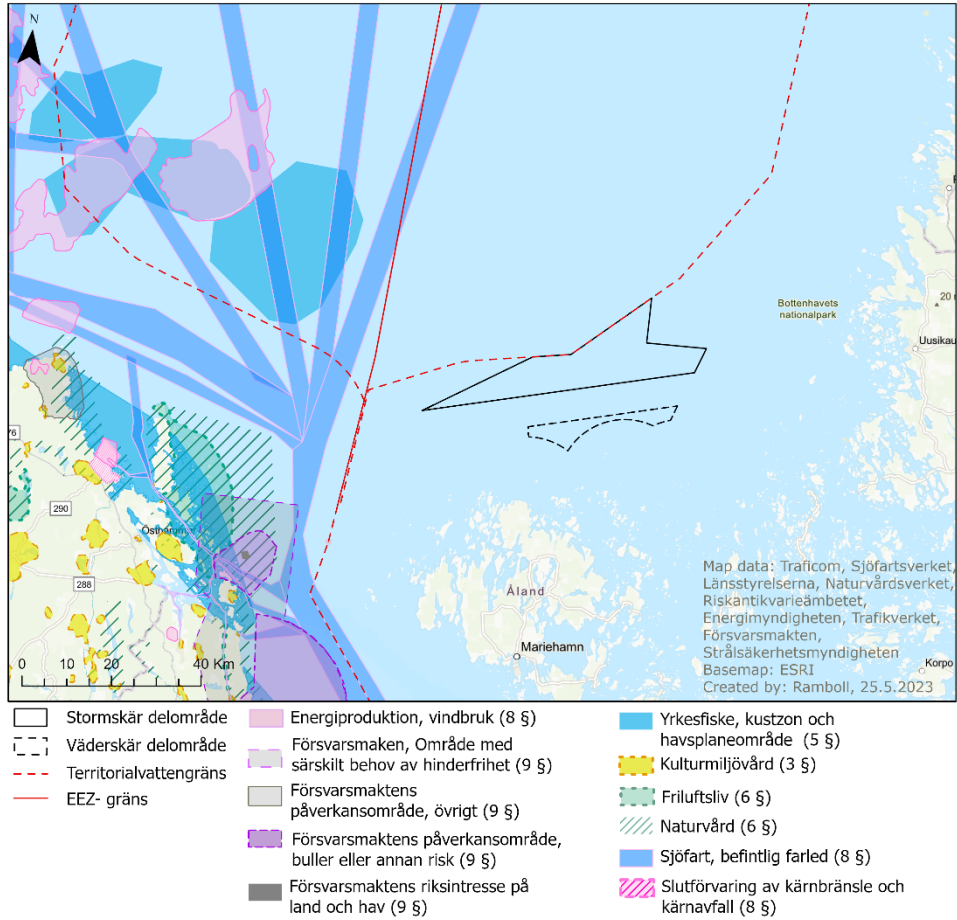 N
Bottenhavets
nationalpark
20
Uusikau
76
290
288
Åland
Mariehamn
Korpo
0 10 20 40 Km
Map data: Traficom, Sjöfartsverket,
Länsstyrelserna, Naturvårdsverket,
Riskantikvarieämbetet,
Energimyndigheten, Trafikverket,
Försvarsmakten,
Strålsäkerhetsmyndigheten
Basemap: ESRI
Created by: Ramboll, 25.5.2023
Stormskär delområde
Väderskär delområde
Territorialvattengräns
EEZ- gräns
Energiproduktion, vindbruk (8 §)
Försvarsmaken, Område med
särskilt behov av hinderfrihet (9 §)
Försvarsmaktens
påverkansområde, övrigt (9 §)
Försvarsmaktens påverkansområde,
buller eller annan risk (9 §)
Försvarsmaktens riksintresse på
land och hav (9 §)
Yrkesfiske, kustzon och
havsplaneområde (5 §)
Kulturmiljövård (3 §)
Friluftsliv (6 §)
Naturvård (6 §)
Sjöfart, befintlig farled (8 §)
Slutförvaring av kärnbränsle och
kärnavfall (8 §)